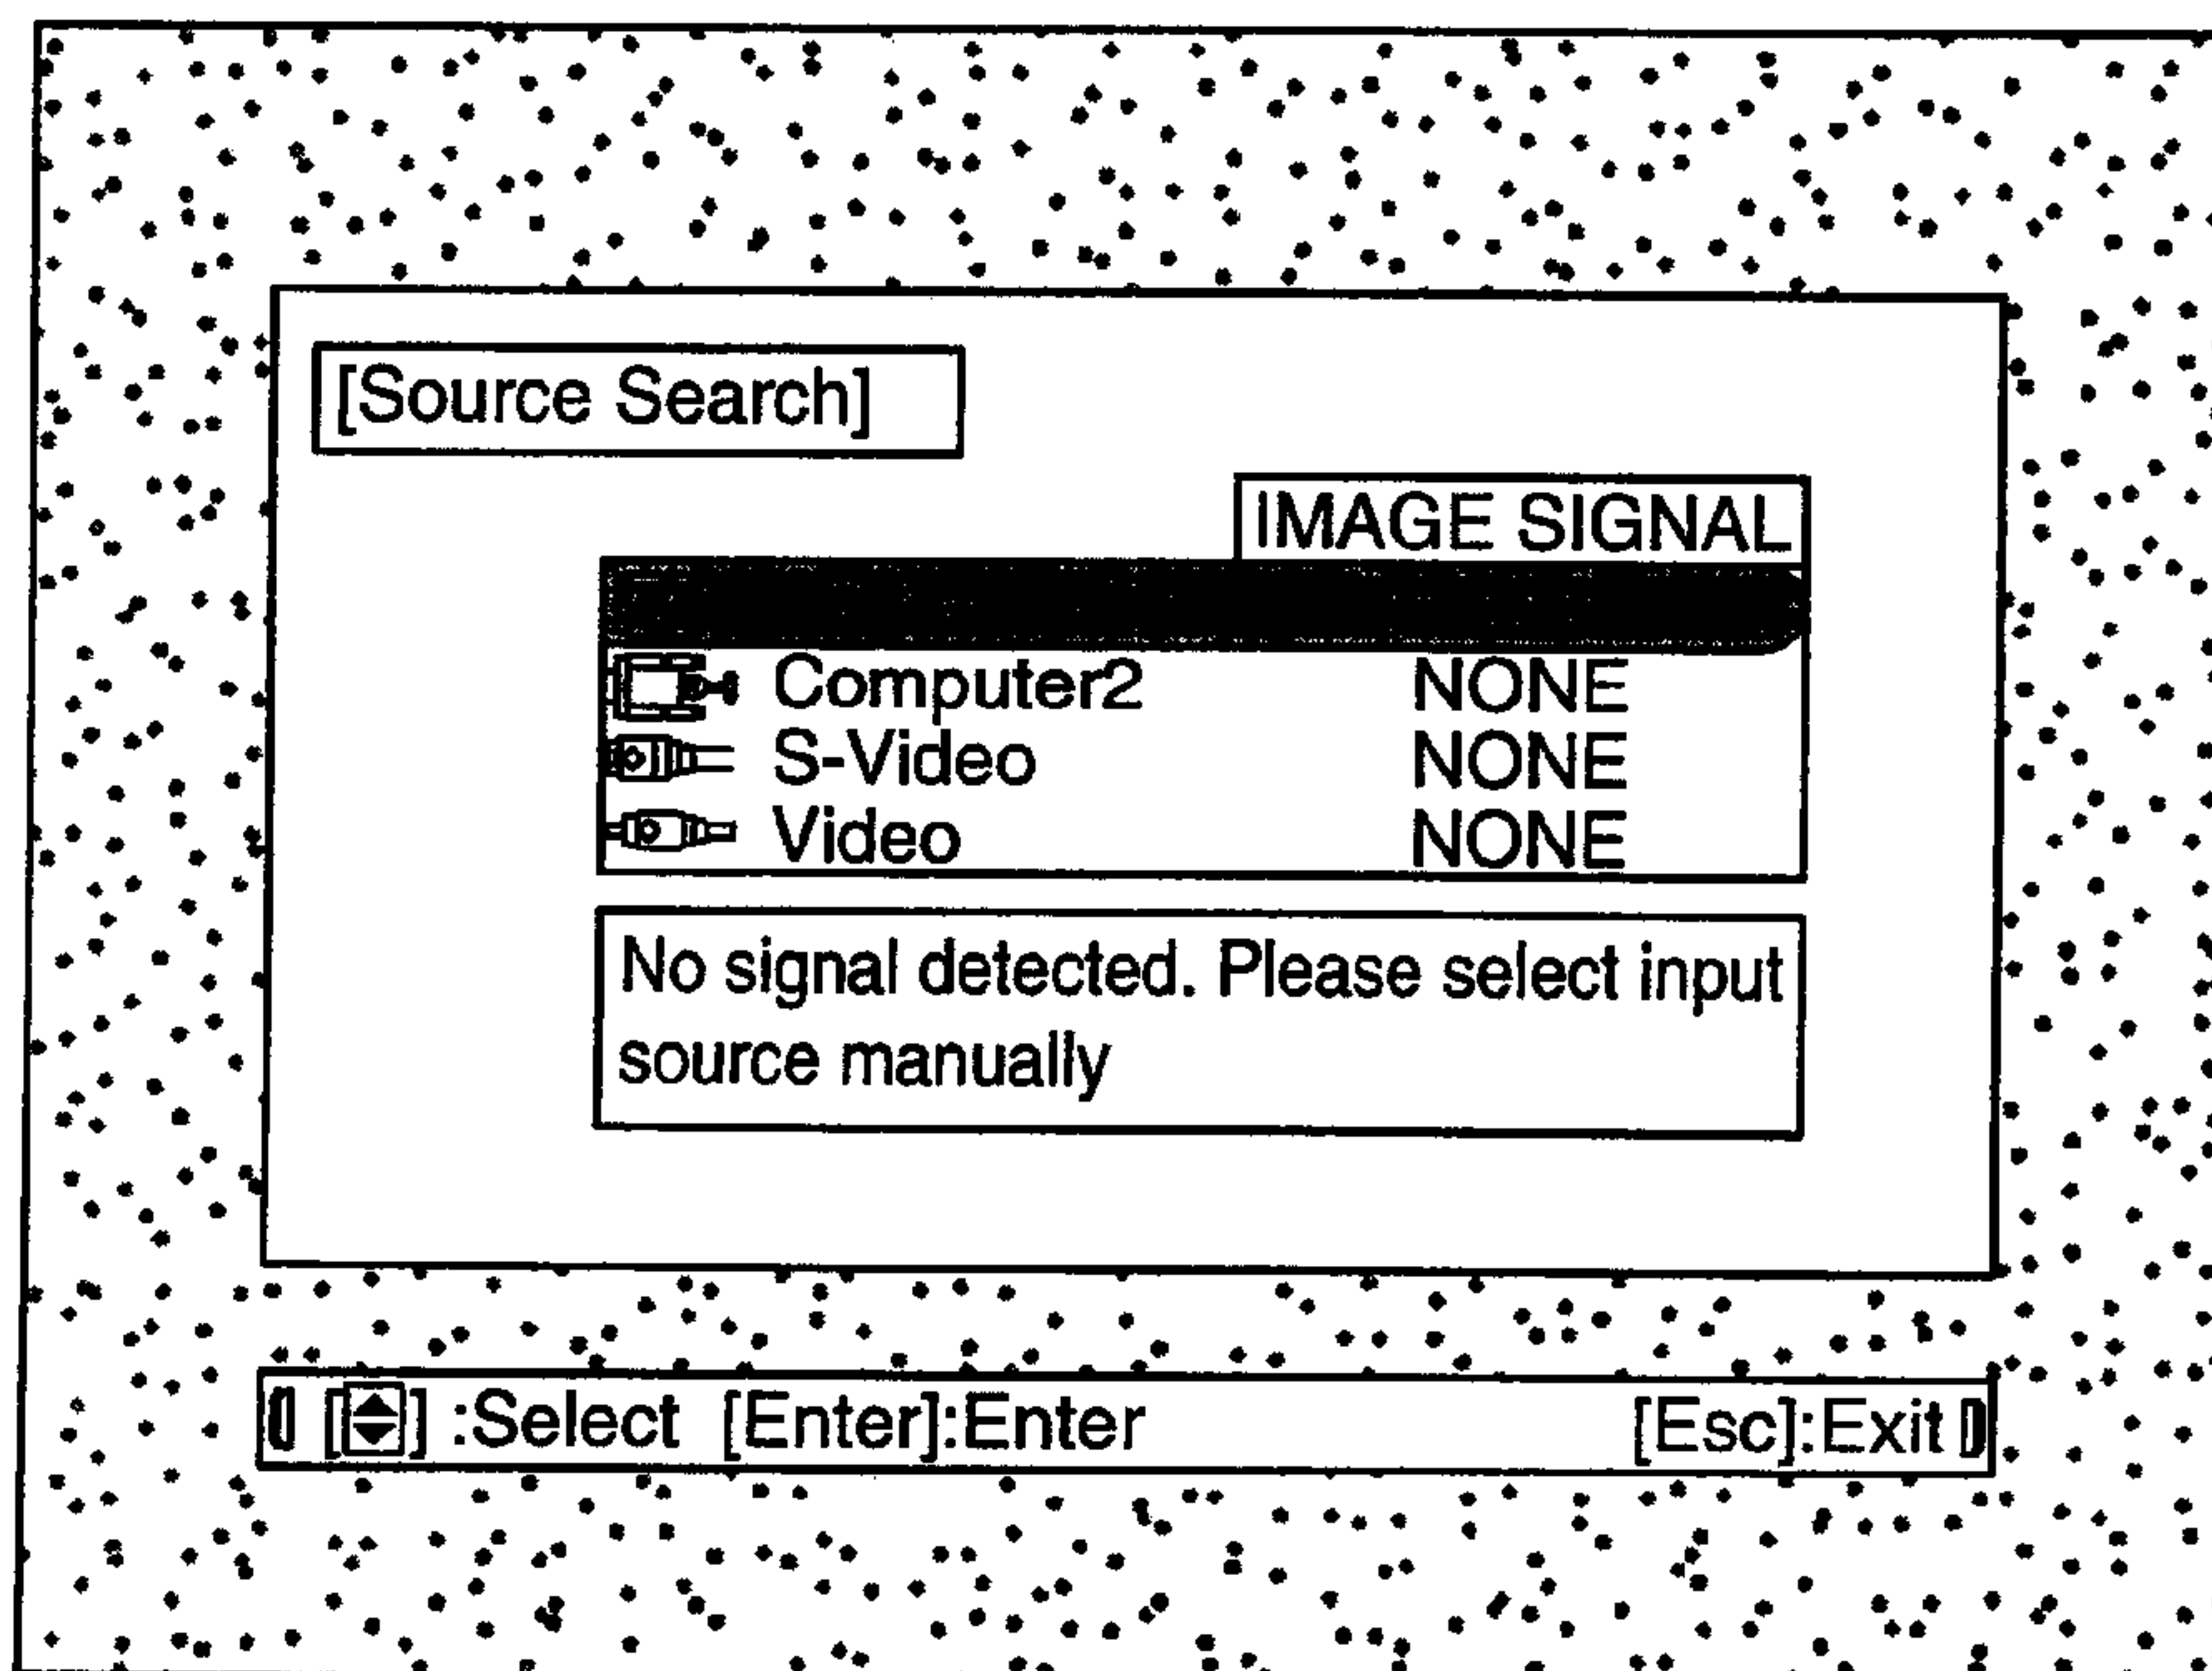 [Source Search]
IMAGE SIGNAL
Computer2 NONE
S-Video NONE
Video NONE
No signal detected. Please select input
source manually
[] :Select [Enter]:Enter [Esc]:Exit